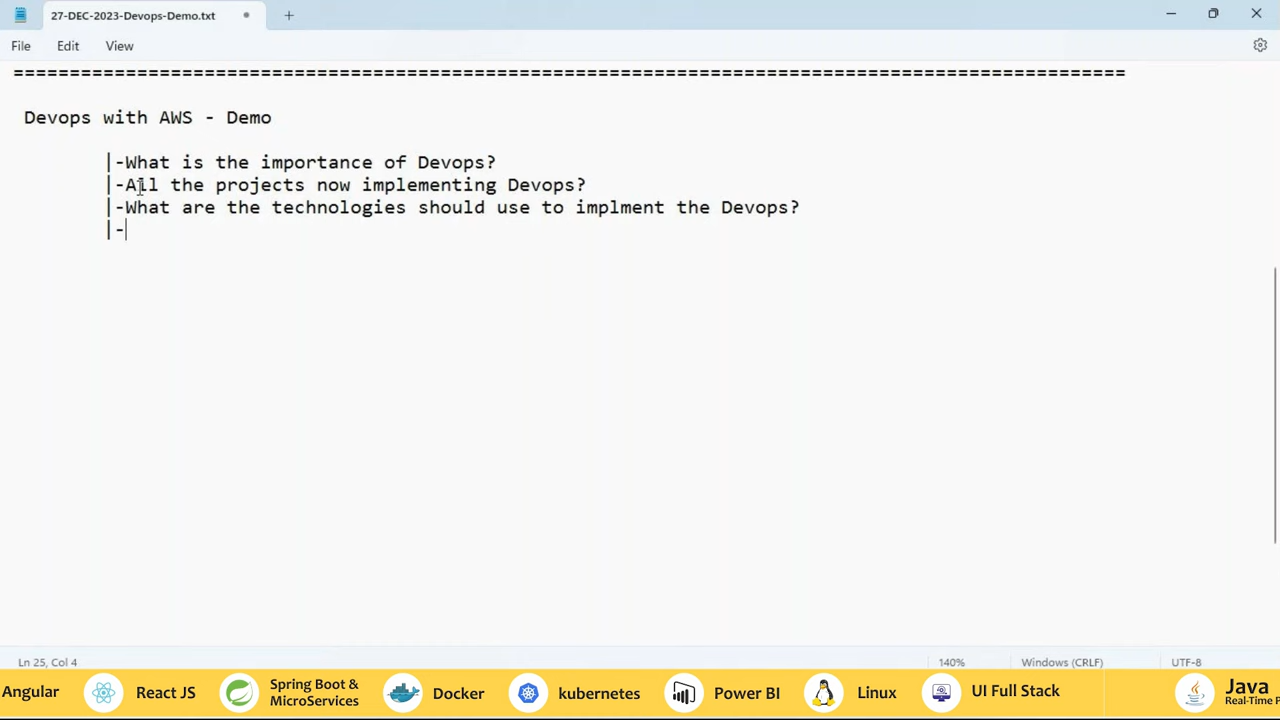 27-DEC-2023-Devops-Demo.txt
File Edit View
===================================================================================================
Devops with AWS - Demo
|-What is the importance of Devops?
|-All the projects now implementing Devops?
|-What are the technologies should use to implment the Devops?
|-
Ln 25, Col 4 140% Windows (CRLF) UTF-8
Angular React JS Spring Boot & MicroServices Docker kubernetes Power BI Linux UI Full Stack Java Real-Time P